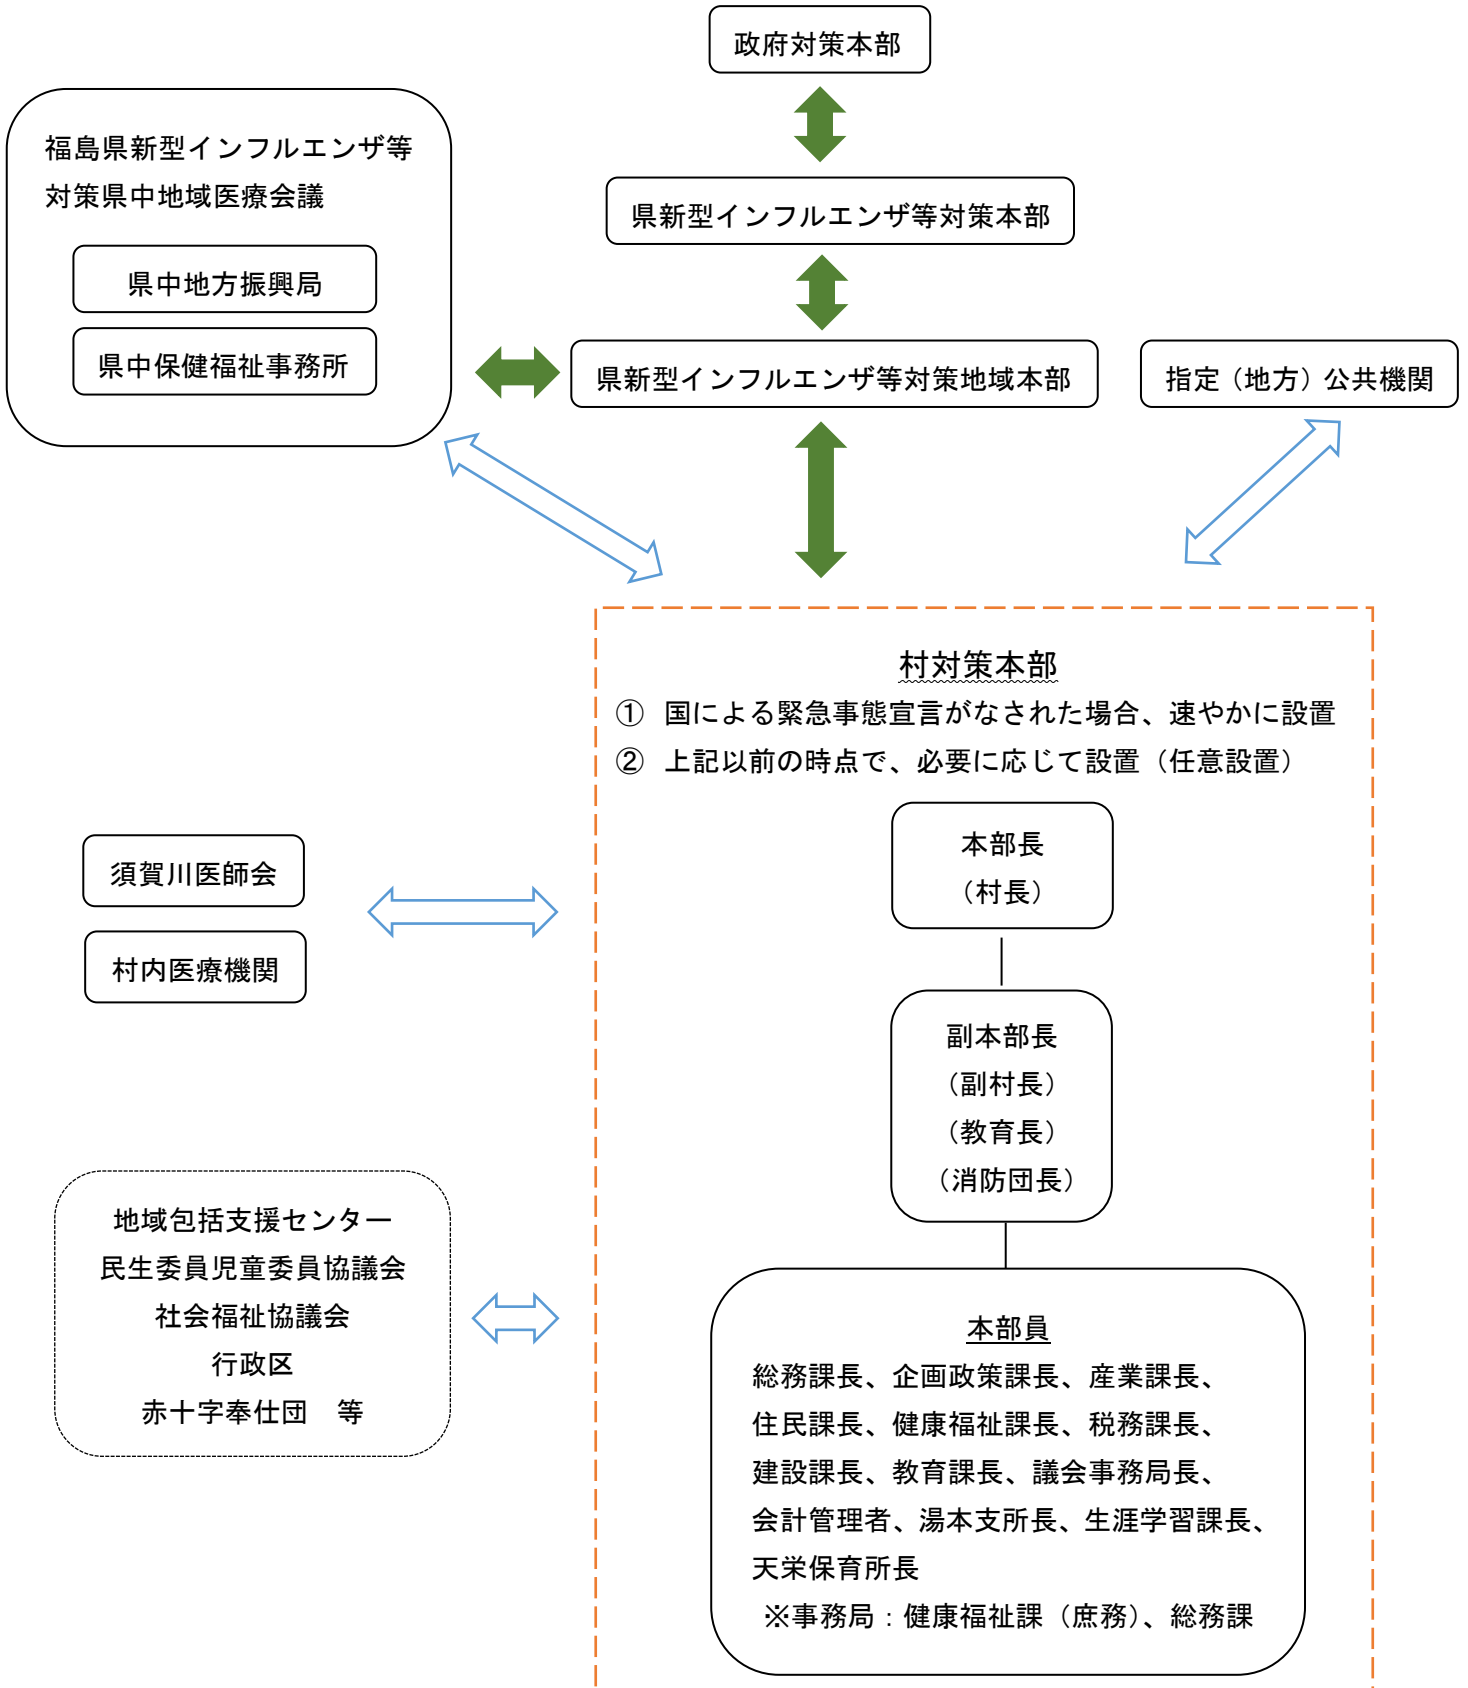 政府対策本部
福島県新型インフルエンザ等
対策県中地域医療会議
県中地方振興局
県中保健福祉事務所
県新型インフルエンザ等対策本部
県新型インフルエンザ等対策地域本部
指定（地方）公共機関
村対策本部
① 国による緊急事態宣言がなされた場合、速やかに設置
② 上記以前の時点で、必要に応じて設置（任意設置）
本部長
（村長）
須賀川医師会
村内医療機関
副本部長
（副村長）
（教育長）
（消防団長）
地域包括支援センター
民生委員児童委員協議会
社会福祉協議会
行政区
赤十字奉仕団　等
本部員
総務課長、企画政策課長、産業課長、
住民課長、健康福祉課長、税務課長、
建設課長、教育課長、議会事務局長、
会計管理者、湯本支所長、生涯学習課長、
天栄保育所長
※事務局：健康福祉課（庶務）、総務課